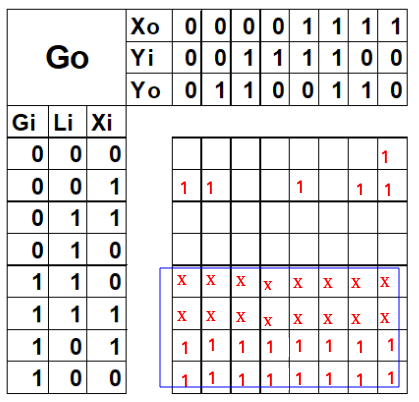 Go
Xo 0 0 0 0 1 1 1 1
Yi 0 0 1 1 1 1 0 0
Yo 0 1 1 0 0 1 1 0
Gi Li Xi
0 0 0 1
0 0 1 1 1 1 1 1
0 1 1
0 1 0
1 1 0 x x x x x x x x
1 1 1 x x x x x x x x
1 0 1 1 1 1 1 1 1 1 1
1 0 0 1 1 1 1 1 1 1 1